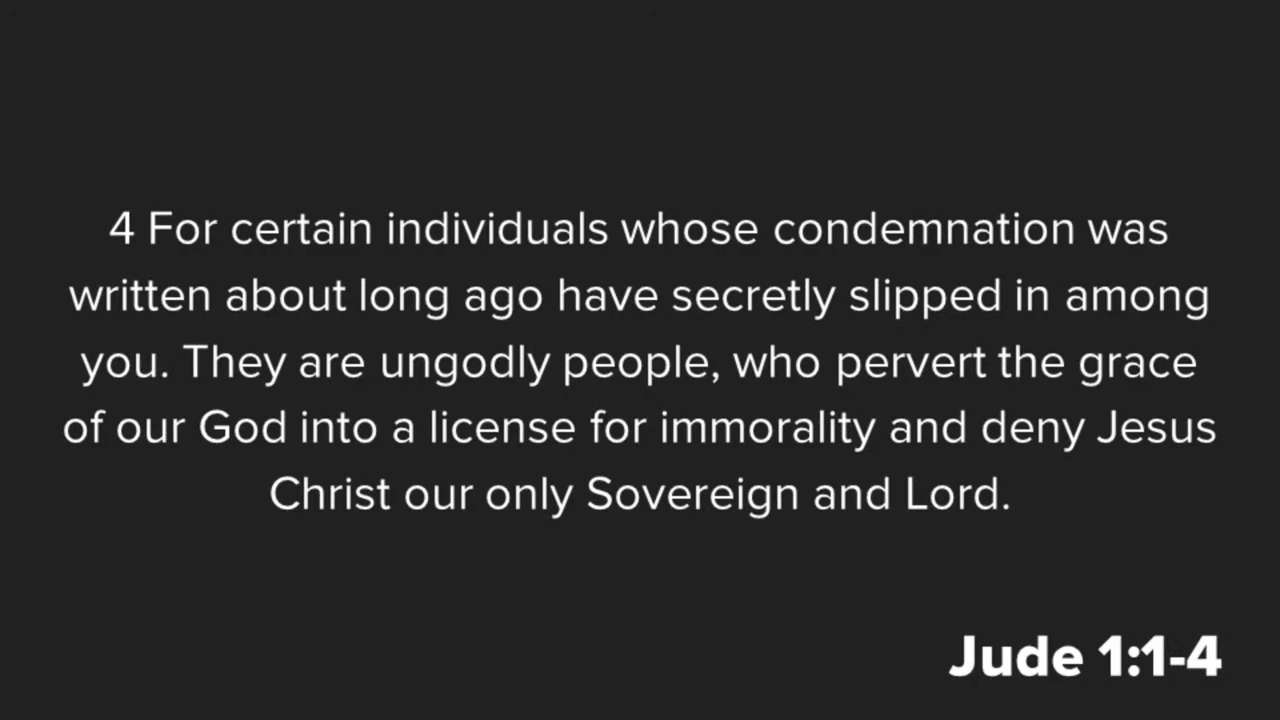 4 For certain individuals whose condemnation was
written about long ago have secretly slipped in among
you. They are ungodly people, who pervert the grace
of our God into a license for immorality and deny Jesus
Christ our only Sovereign and Lord.
Jude 1:1-4